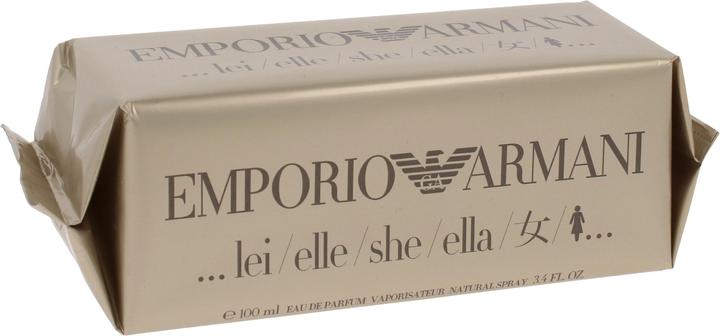 EMPORIO ARMANI
... lei / elle / she / ella / 女 / ...
EMPORIO GA ARMANI
... lei / elle / she / ella / 女 / ...
℮ 100 ml EAU DE PARFUM VAPORISATEUR NATURAL SPRAY 3.4 FL. OZ